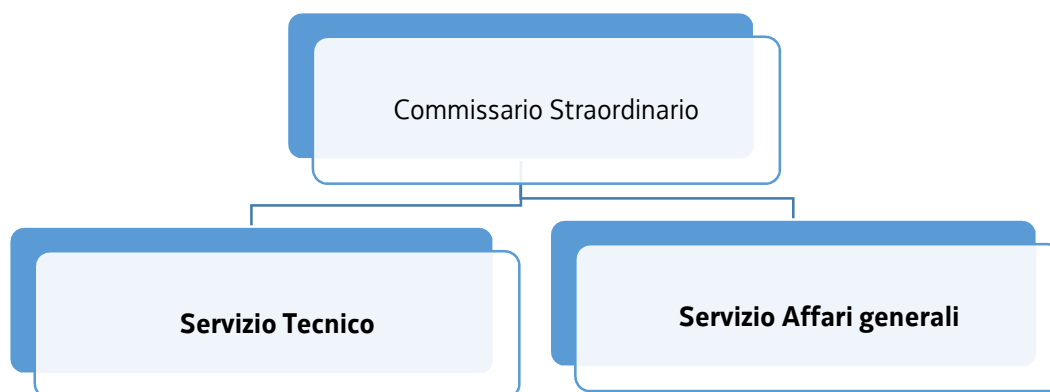 Commissario Straordinario
Servizio Tecnico
Servizio Affari generali